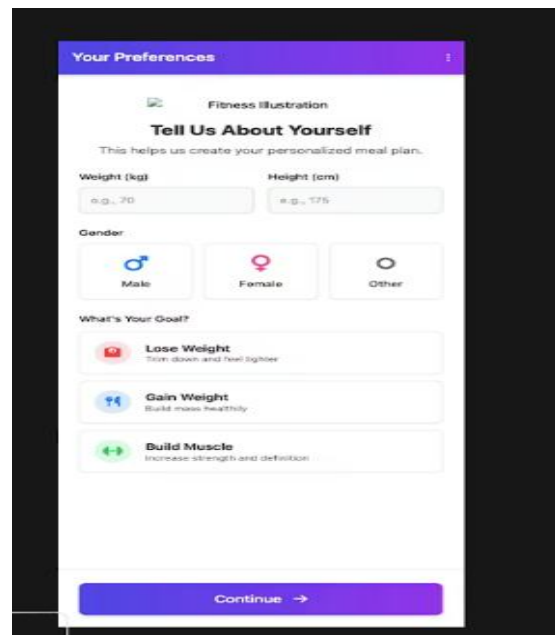 Your Preferences
Fitness Illustration
Tell Us About Yourself
This helps us create your personalized meal plan.
Weight (kg) Height (cm)
e.g., 70 e.g., 175
Gender
Male Female Other
What's Your Goal?
Lose Weight
Trim down and feel lighter
Gain Weight
Build mass healthily
Build Muscle
Increase strength and definition
Continue →